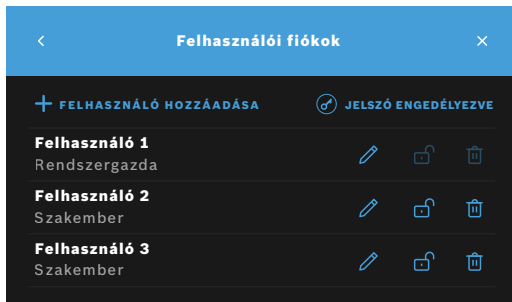 Felhasználói fiókok
FELHASZNÁLÓ HOZZÁADÁSA
JELSZÓ ENGEDÉLYEZVE
Felhasználó 1
Rendszergazda
Felhasználó 2
Szakember
Felhasználó 3
Szakember